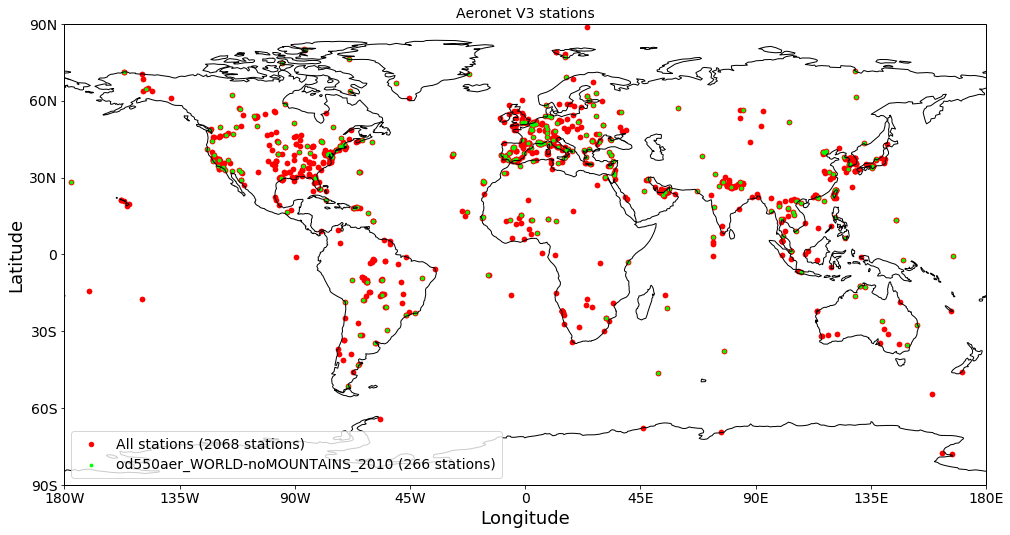 Aeronet V3 stations
90N
60N
30N
0
30S
60S
90S
Latitude
All stations (2068 stations)
od550aer_WORLD-noMOUNTAINS_2010 (266 stations)
180W 135W 90W 45W 0 45E 90E 135E 180E
Longitude